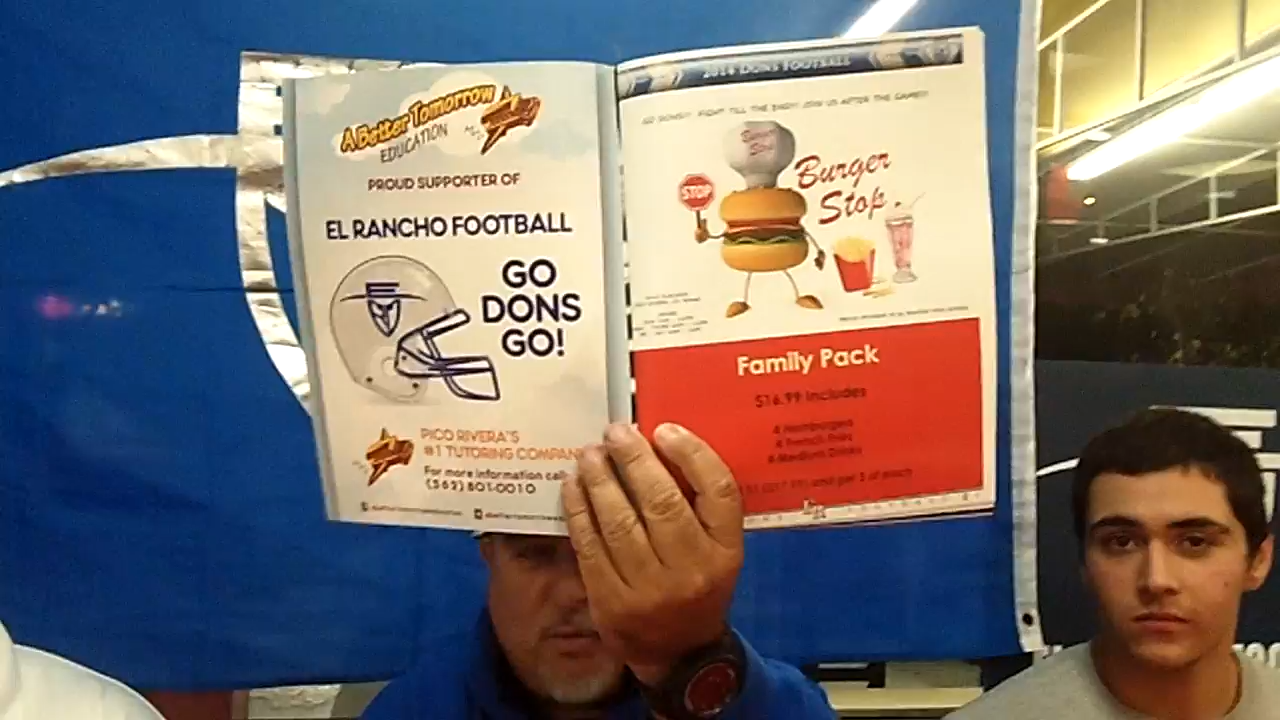 A Better Tomorrow
EDUCATION
PROUD SUPPORTER OF
EL RANCHO FOOTBALL
GO
DONS
GO!
PICO RIVERA'S
#1 TUTORING COMPAN
For more information call:
(562) 801-0010
DONS FOOTBALL
GO DONS!! FIGHT TILL THE END!! JOIN US AFTER THE GAME!!
Burger
Stop
STOP
Burger
Stop.
Family Pack
$16.99 Includes
4 Hamburgers
4 French Fries
4 Medium Drinks